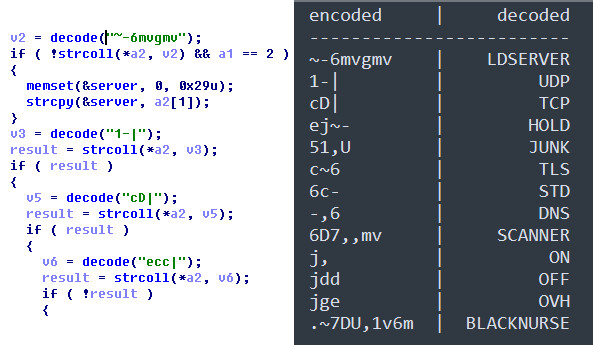 v2 = decode("~-6mvgmv");
if ( !strcoll(*a2, v2) && a1 == 2 )
{
memset(&server, 0, 0x29u);
strcpy(&server, a2[1]);
}
v3 = decode("1-|");
result = strcoll(*a2, v3);
if ( result )
{
v5 = decode("cD|");
result = strcoll(*a2, v5);
if ( result )
{
v6 = decode("ecc|");
result = strcoll(*a2, v6);
if ( !result )
{
encoded | decoded
--------------------------
~-6mvgmv | LDSERVER
1-| | UDP
cD| | TCP
ej~- | HOLD
51,U | JUNK
c~6 | TLS
6c- | STD
-,6 | DNS
6D7,,mv | SCANNER
j, | ON
jdd | OFF
jge | OVH
.~7DU,1v6m | BLACKNURSE